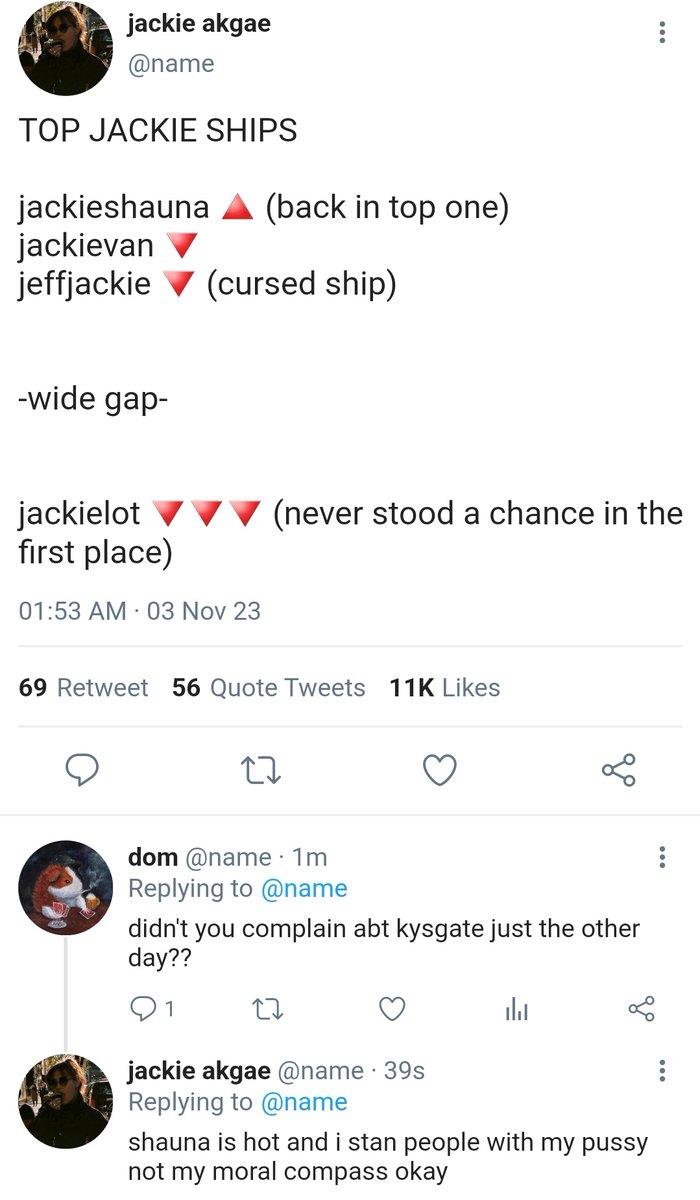 jackie akgae
@name
TOP JACKIE SHIPS
jackieshauna 🔺 (back in top one)
jackievan 🔻
jeffjackie 🔻 (cursed ship)
-wide gap-
jackielot 🔻🔻🔻 (never stood a chance in the
first place)
01:53 AM · 03 Nov 23
69 Retweet 56 Quote Tweets 11K Likes
dom @name · 1m
Replying to @name
didn't you complain abt kysgate just the other
day??
1
jackie akgae @name · 39s
Replying to @name
shauna is hot and i stan people with my pussy
not my moral compass okay